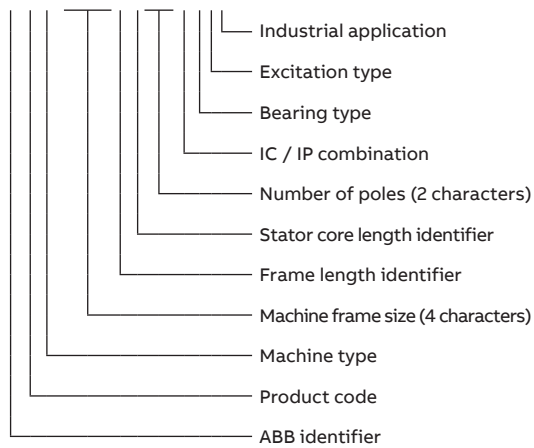 Industrial application
Excitation type
Bearing type
IC / IP combination
Number of poles (2 characters)
Stator core length identifier
Frame length identifier
Machine frame size (4 characters)
Machine type
Product code
ABB identifier